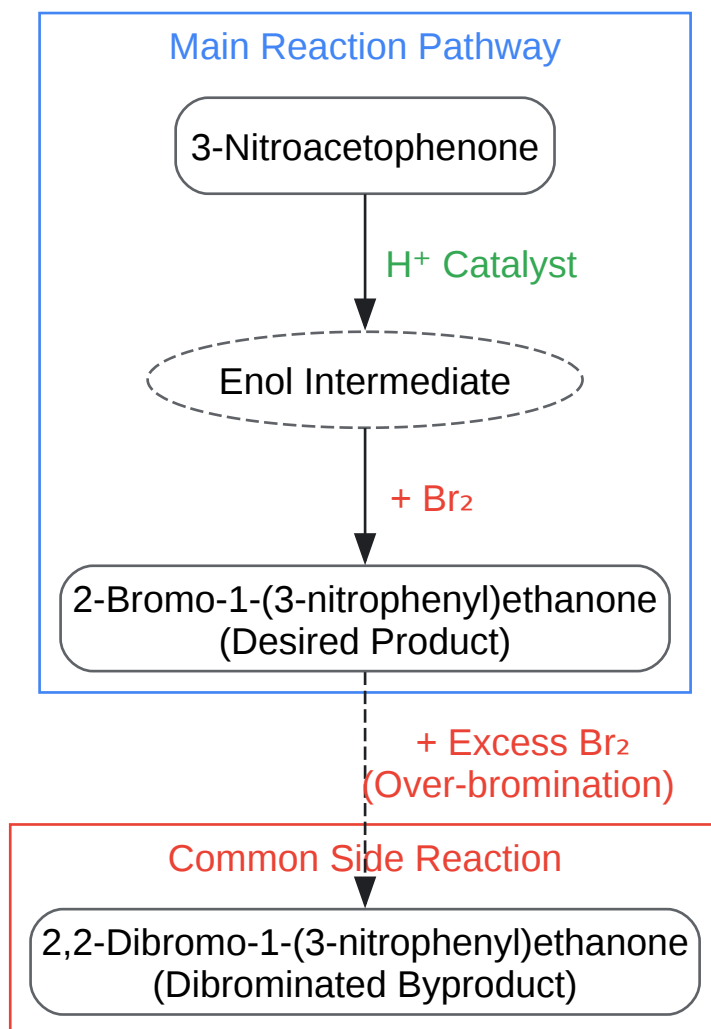 Main Reaction Pathway
3-Nitroacetophenone
H⁺ Catalyst
Enol Intermediate
+ Br₂
2-Bromo-1-(3-nitrophenyl)ethanone
(Desired Product)
+ Excess Br₂
(Over-bromination)
Common Side Reaction
2,2-Dibromo-1-(3-nitrophenyl)ethanone
(Dibrominated Byproduct)